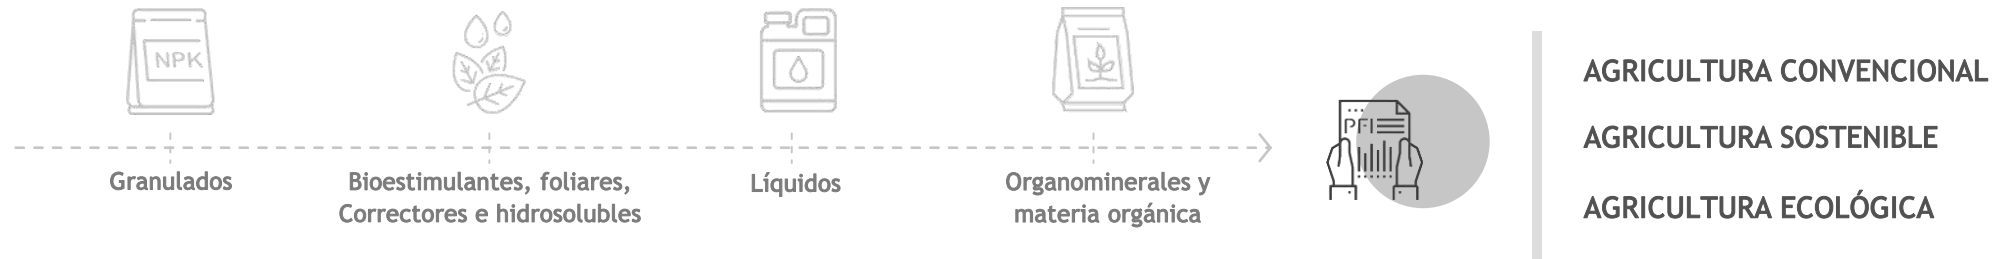 NPK
Granulados
Bioestimulantes, foliares,
Correctores e hidrosolubles
Líquidos
Organominerales y
materia orgánica
PFI
AGRICULTURA CONVENCIONAL
AGRICULTURA SOSTENIBLE
AGRICULTURA ECOLÓGICA